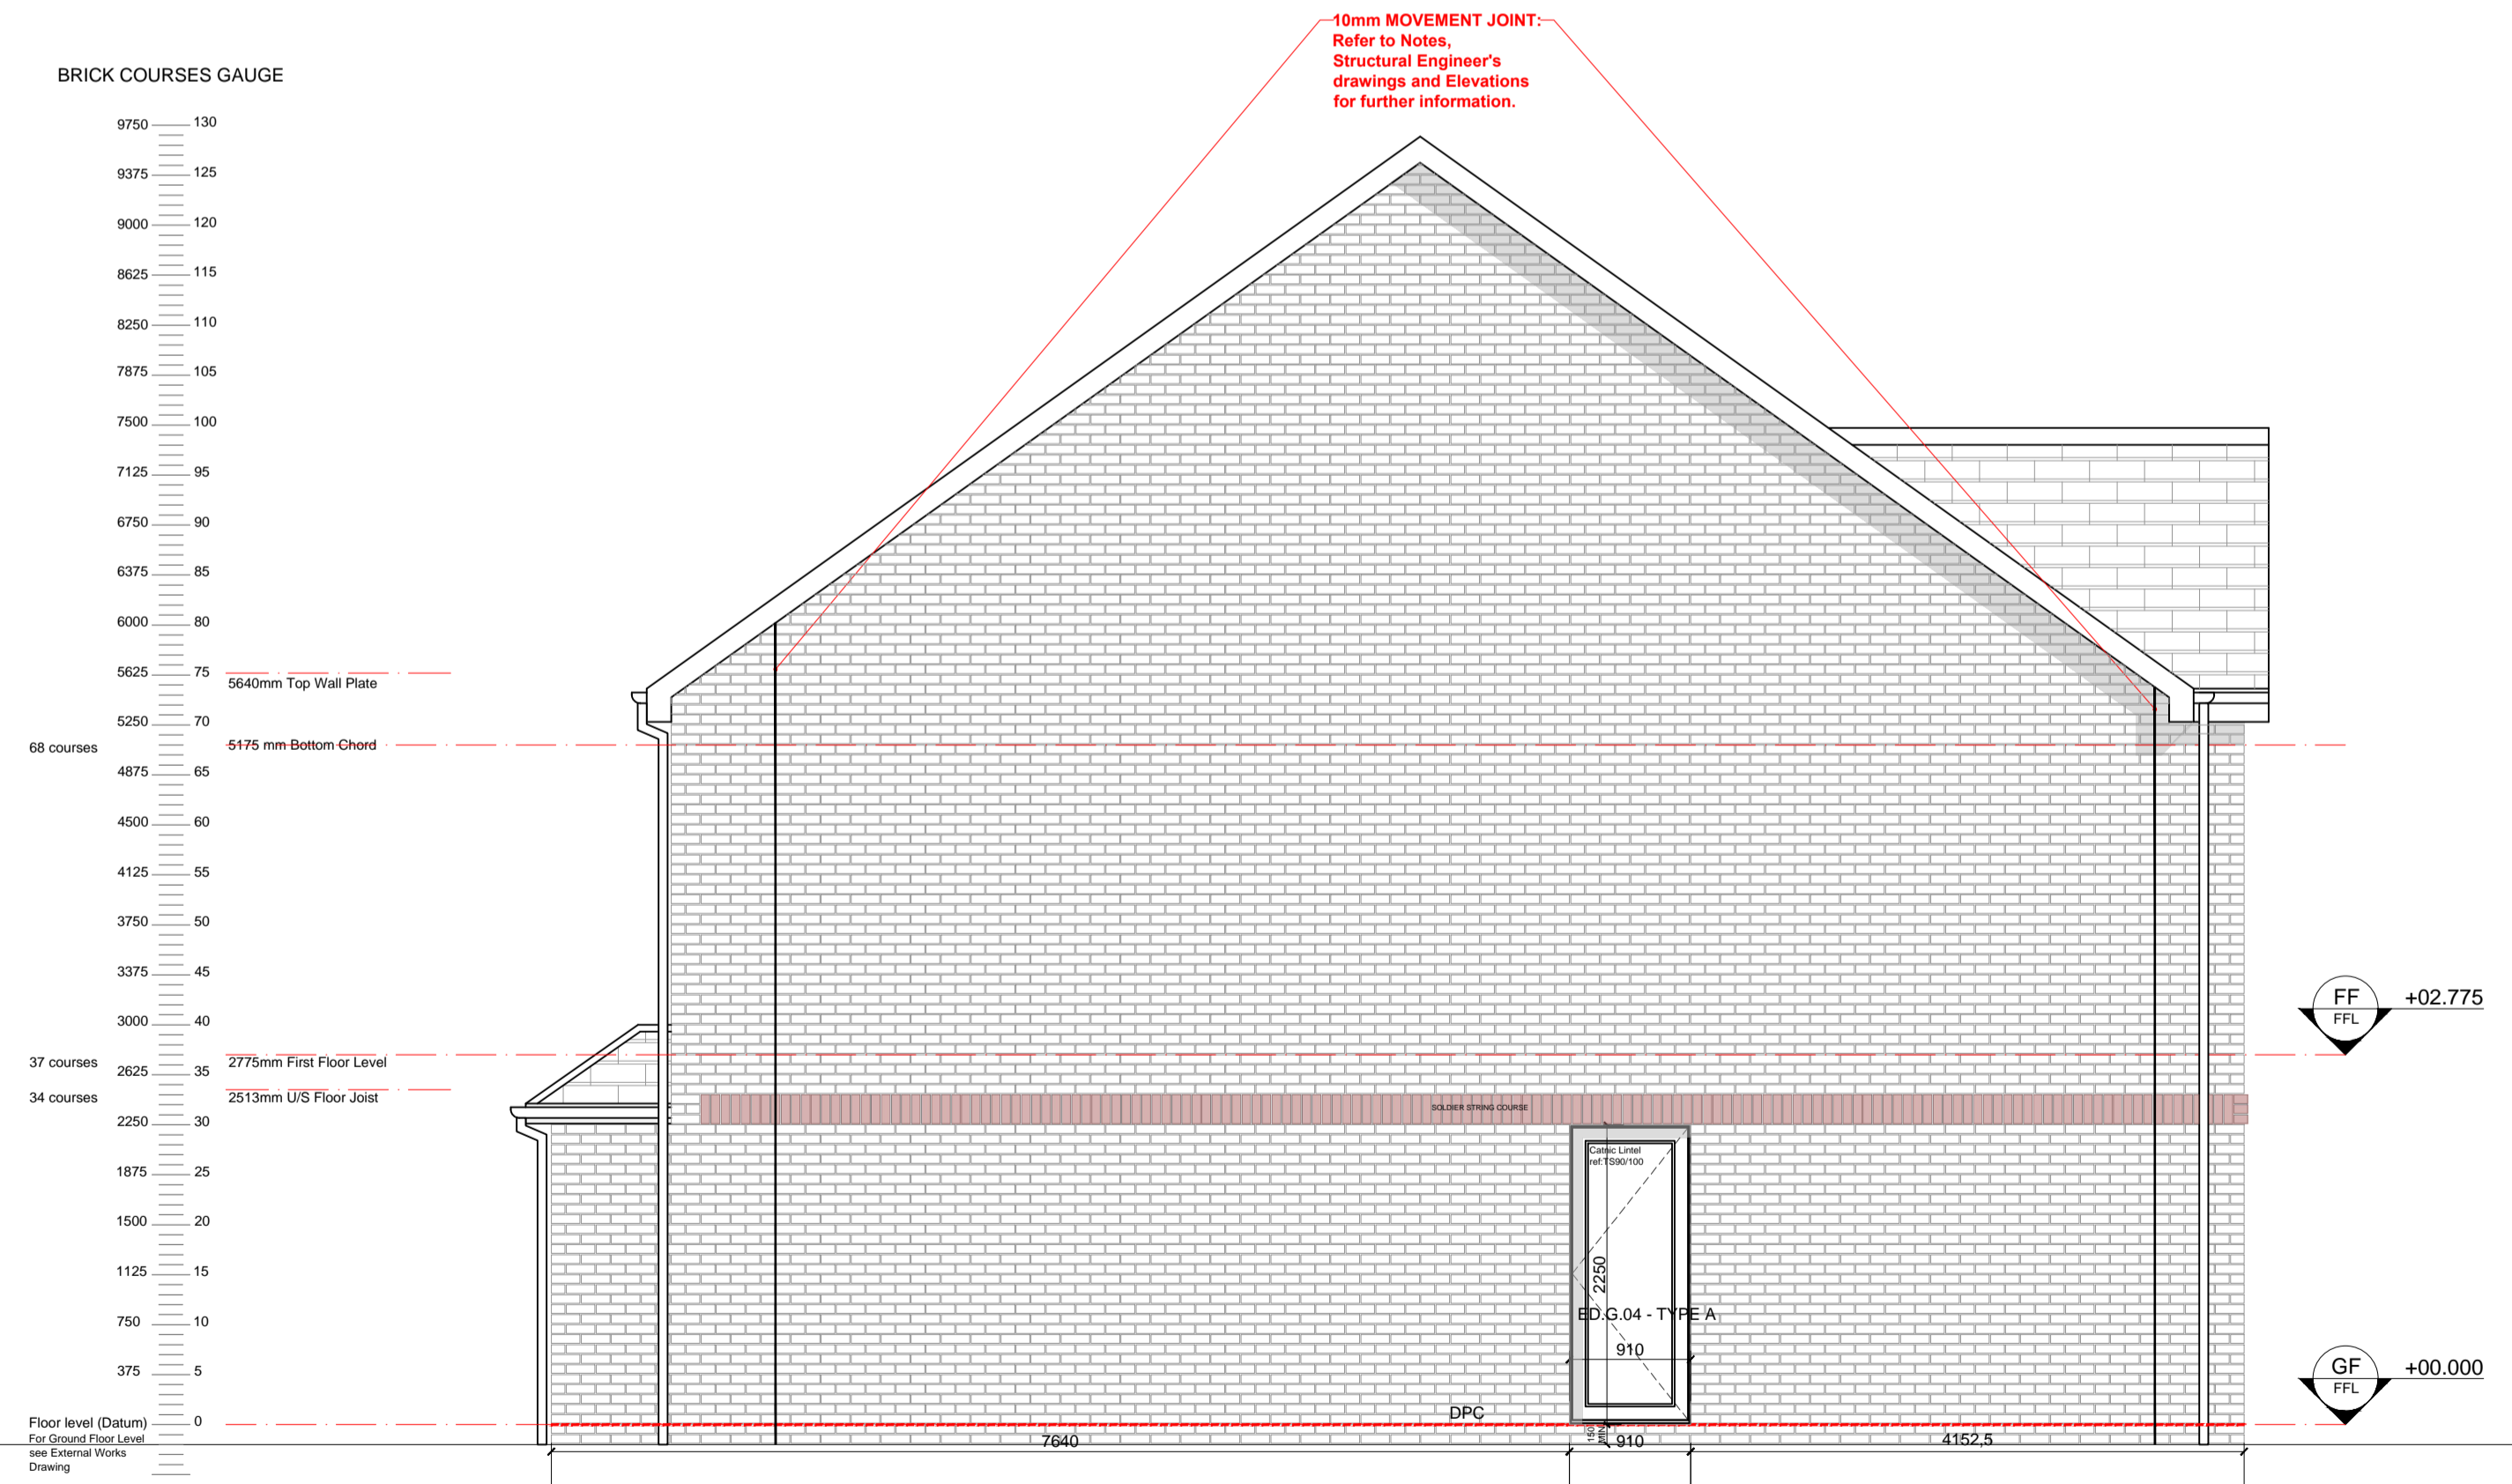 10mm MOVEMENT JOINT:
Refer to Notes,
Structural Engineer's
drawings and Elevations
for further information.
BRICK COURSES GAUGE
9750 130
9375 125
9000 120
8625 115
8250 110
7875 105
7500 100
7125 95
6750 90
6375 85
6000 80
5625 75
5640mm Top Wall Plate
5250 70
68 courses 5175 mm Bottom Chord
4875 65
4500 60
4125 55
3750 50
3375 45
FF +02.775
FFL
3000 40
37 courses 2775mm First Floor Level
2625 35
34 courses 2513mm U/S Floor Joist
SOLDIER STRING COURSE
2250 30
Catnic Lintel
ref:TS90/100
1875 25
1500 20
1125 15
2250
750 10
ED.G.04 - TYPE A
910
375 5
GF +00.000
FFL
DPC
Floor level (Datum) 0
For Ground Floor Level
see External Works
Drawing
7640
150
MIN
910
4152,5